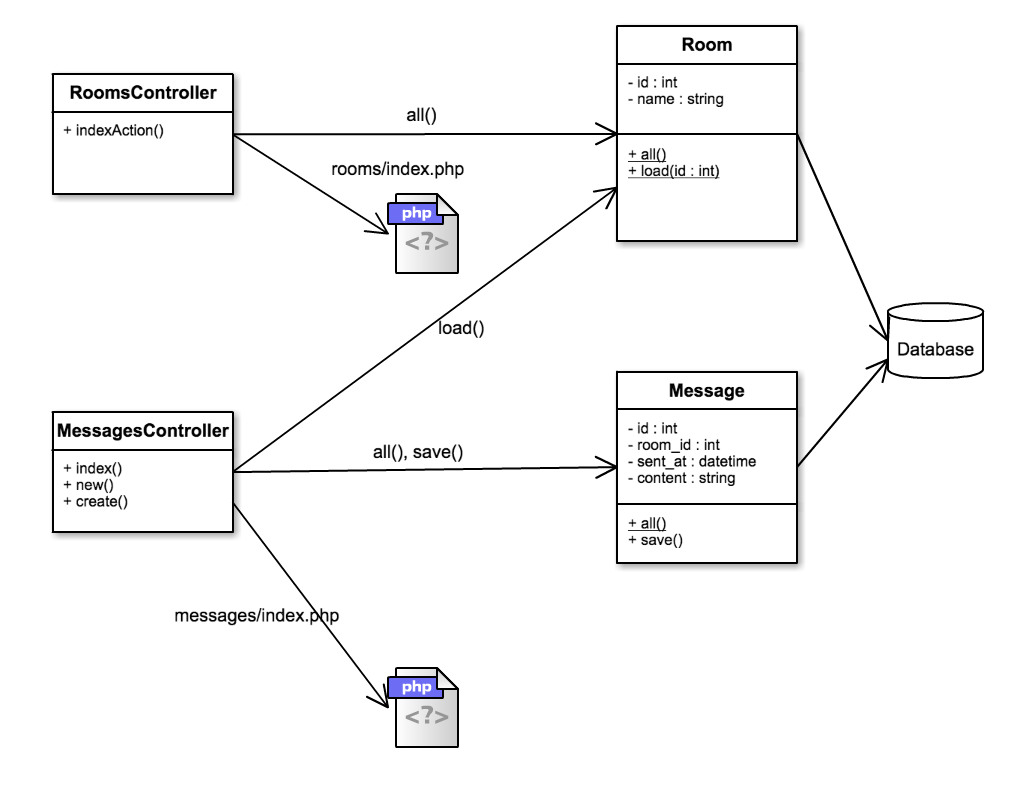 Room
- id : int
- name : string
+ all()
+ load(id : int)
RoomsController
+ indexAction()
all()
rooms/index.php
php
<?>
load()
Database
Message
- id : int
- room_id : int
- sent_at : datetime
- content : string
+ all()
+ save()
MessagesController
+ index()
+ new()
+ create()
all(), save()
messages/index.php
php
<?>